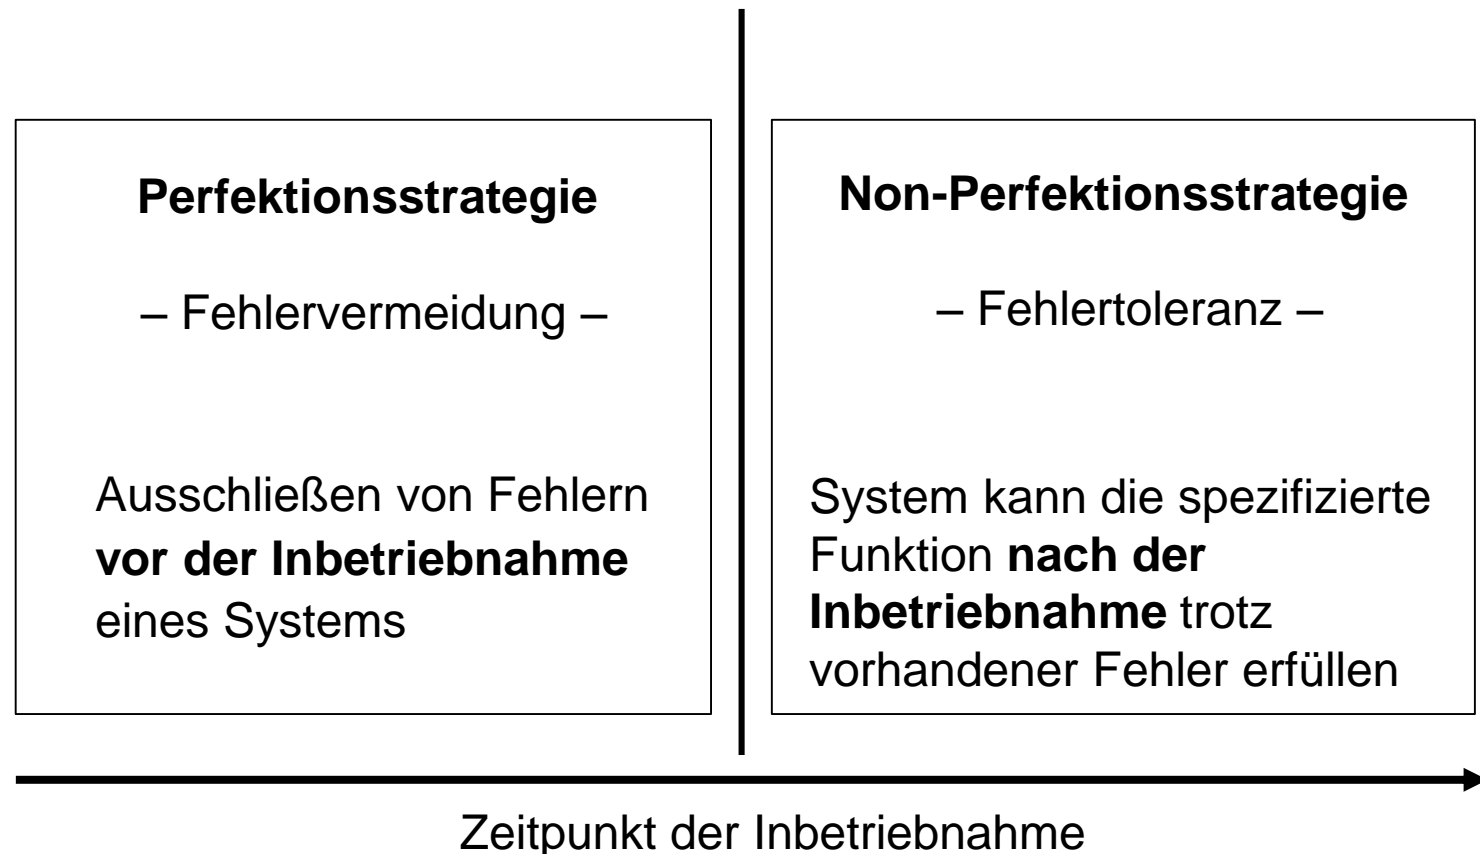 Perfektionsstrategie
– Fehlervermeidung –
Ausschließen von Fehlern
vor der Inbetriebnahme
eines Systems
Non-Perfektionsstrategie
– Fehlertoleranz –
System kann die spezifizierte
Funktion nach der
Inbetriebnahme trotz
vorhandener Fehler erfüllen
Zeitpunkt der Inbetriebnahme